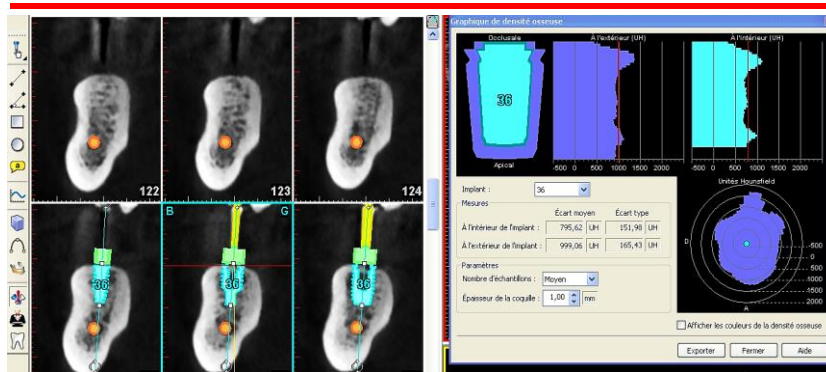 122
123
124
B
G
36
36
36
a
Graphique de densité osseuse
Occlusale
36
Apical
À l'extérieur (UH)
-500 0 500 1000 1500 2000
À l'intérieur (UH)
-500 0 500 1000 1500 2000
Implant : 36
Mesures
Écart moyen Écart type
À l'intérieur de l'implant : 795,62 UH 151,98 UH
À l'extérieur de l'implant : 999,06 UH 165,43 UH
Paramètres
Nombre d'échantillons : Moyen
Épaisseur de la coquille : 1,00 mm
Unités Hounsfield
D
-500
0
500
1000
1500
2000
A
Afficher les couleurs de la densité osseuse
Exporter Fermer Aide